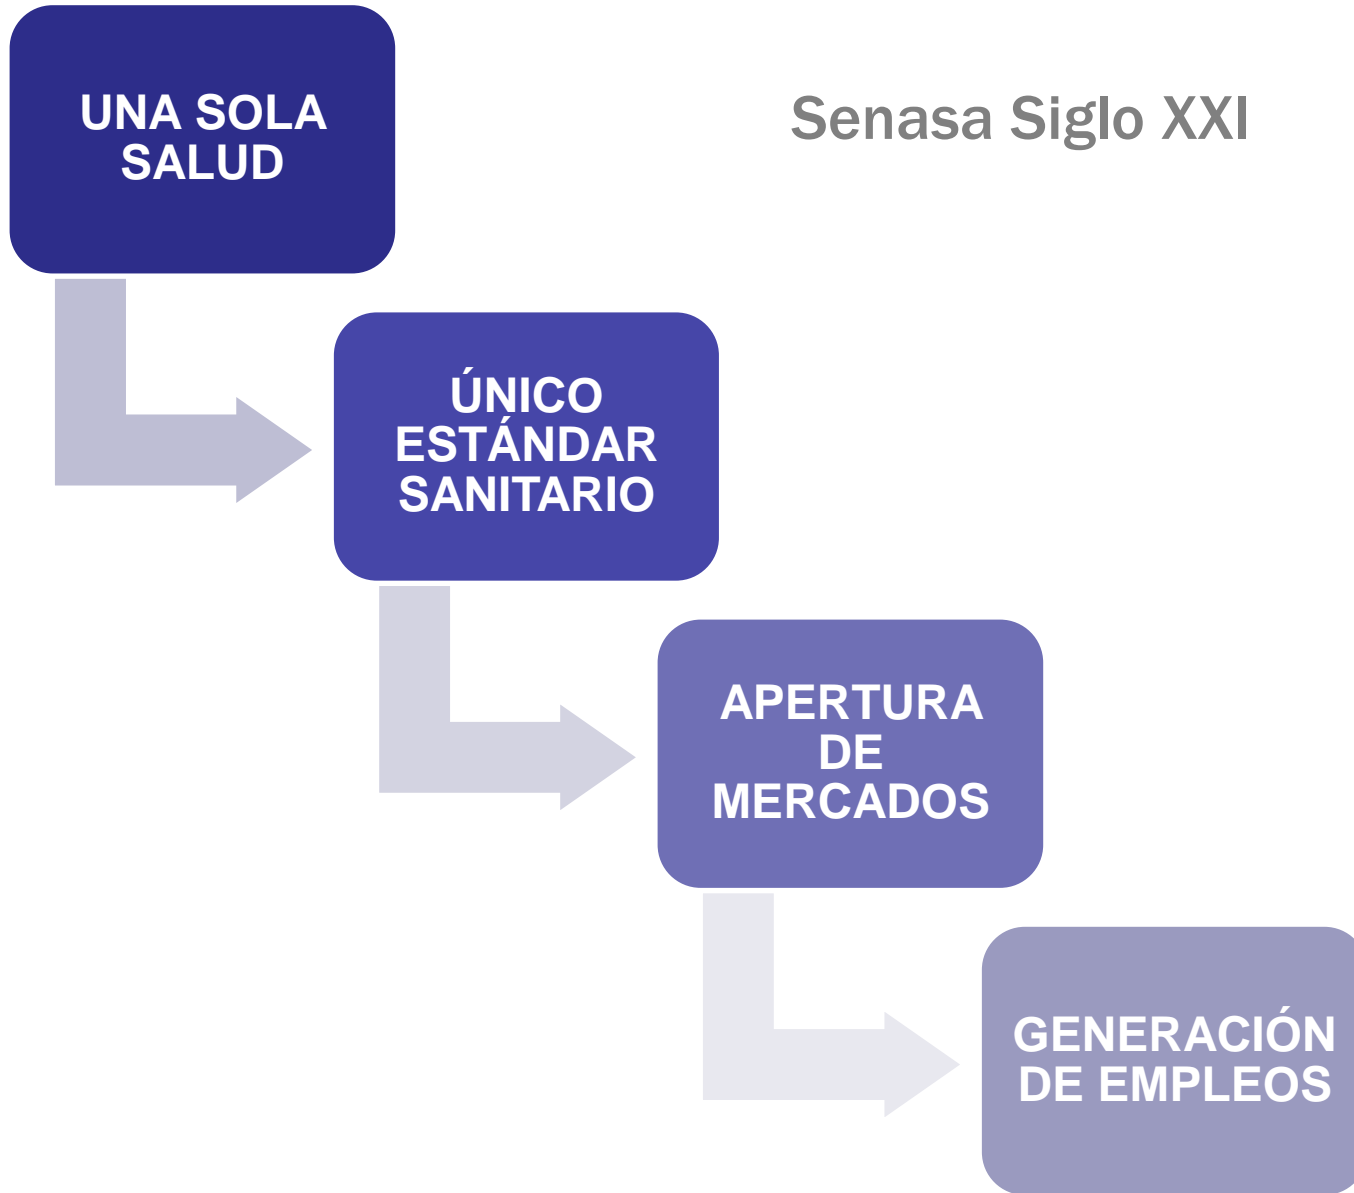 UNA SOLA
SALUD
Senasa Siglo XXI
ÚNICO
ESTÁNDAR
SANITARIO
APERTURA
DE
MERCADOS
GENERACIÓN
DE EMPLEOS